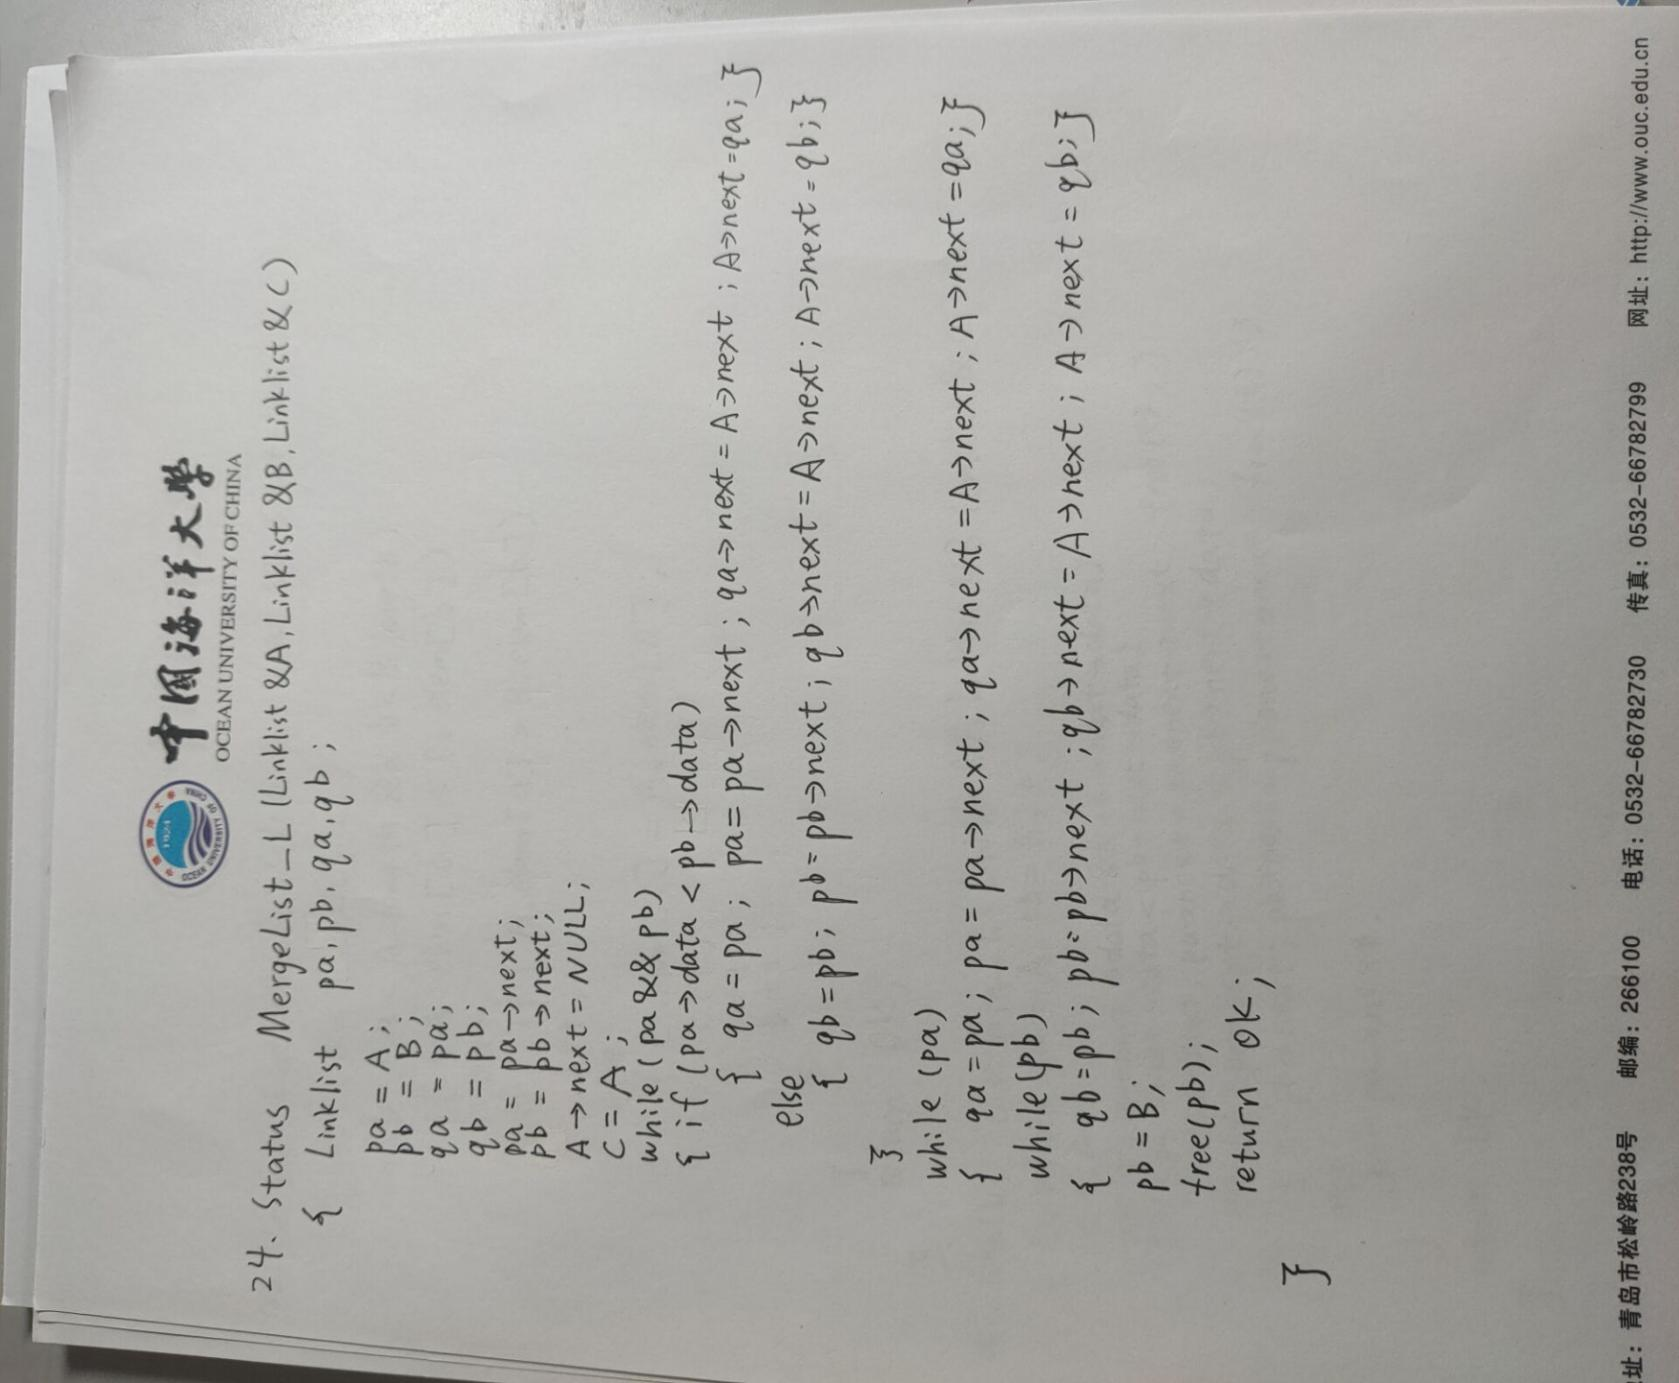 中国海洋大学
OCEAN UNIVERSITY OF CHINA
24. Status MergeList_L (Linklist &A, Linklist &B, Linklist &C)
{ Linklist pa, pb, qa, qb ;
pa = A ;
pb = B ;
qa = pa ;
qb = pb ;
pa = pa->next ;
pb = pb->next ;
A->next = NULL ;
C = A ;
while (pa && pb)
{ if (pa->data < pb->data)
{ qa = pa ; pa = pa->next ; qa->next = A->next ; A->next = qa ; }
else
{ qb = pb ; pb = pb->next ; qb->next = A->next ; A->next = qb ; }
}
while (pa)
{ qa = pa ; pa = pa->next ; qa->next = A->next ; A->next = qa ; }
while (pb)
{ qb = pb ; pb = pb->next ; qb->next = A->next ; A->next = qb ; }
pb = B ;
free(pb) ;
return OK ;
}
址：青岛市松岭路238号 邮编：266100 电话：0532-66782730 传真：0532-66782799 网址：http://www.ouc.edu.cn